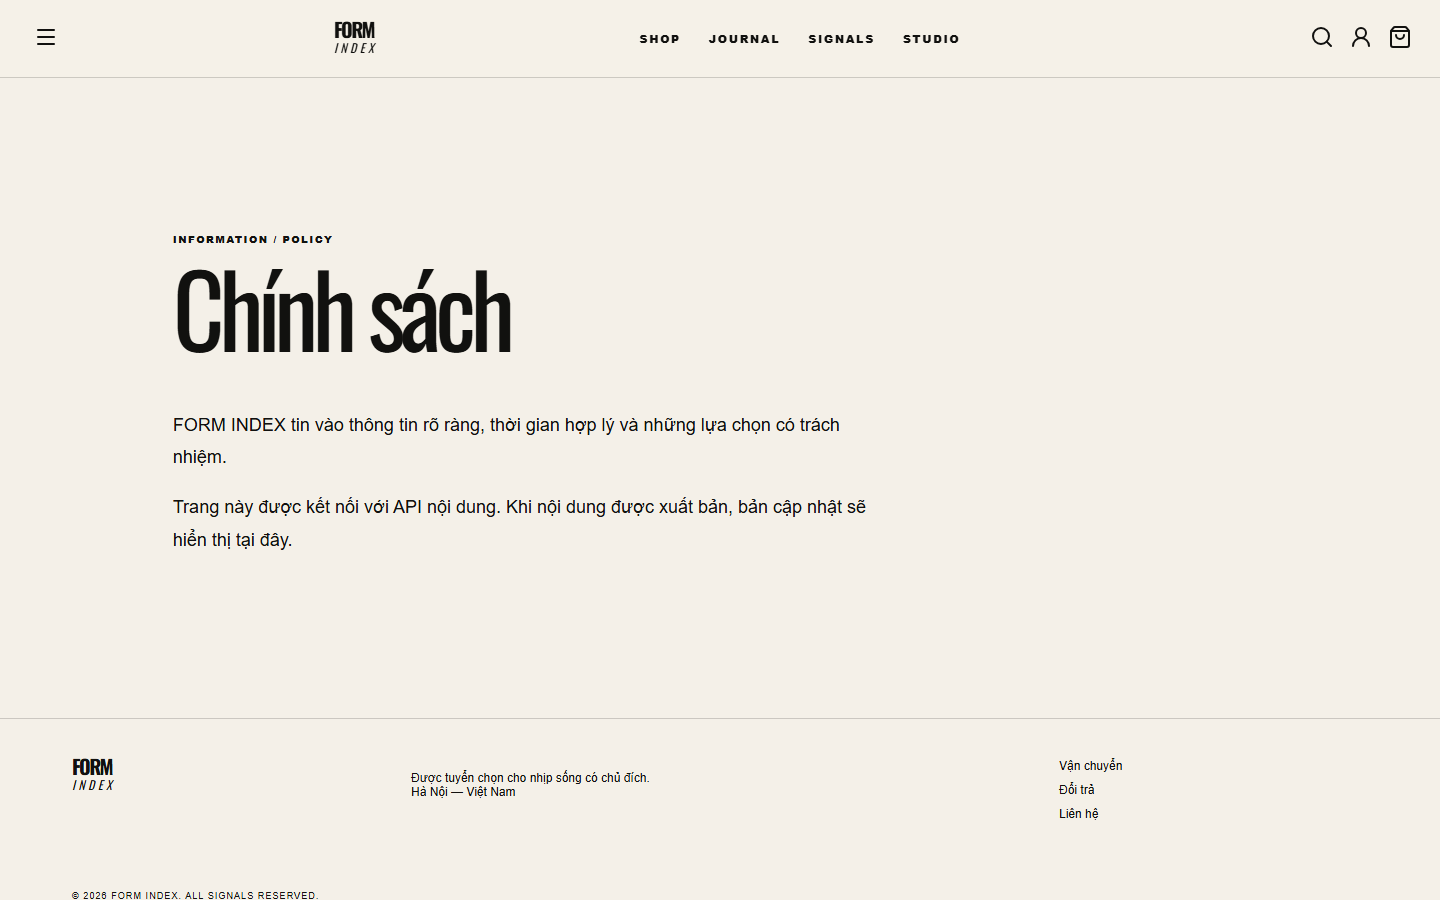 FORM
INDEX
SHOP JOURNAL SIGNALS STUDIO
INFORMATION / POLICY
Chính sách
FORM INDEX tin vào thông tin rõ ràng, thời gian hợp lý và những lựa chọn có trách
nhiệm.
Trang này được kết nối với API nội dung. Khi nội dung được xuất bản, bản cập nhật sẽ
hiển thị tại đây.
FORM
INDEX
Được tuyển chọn cho nhịp sống có chủ đích.
Hà Nội — Việt Nam
Vận chuyển
Đổi trả
Liên hệ
© 2026 FORM INDEX. ALL SIGNALS RESERVED.